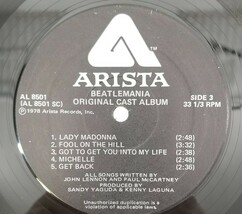 ARISTA
BEATLEMANIA
AL 8501
(AL 8501 SC)
ORIGINAL CAST ALBUM
SIDE 3
33 1/3 RPM
℗ 1978 Arista Records, Inc.
1. LADY MADONNA (2:48)
2. FOOL ON THE HILL (3:32)
3. GOT TO GET YOU INTO MY LIFE (2:48)
4. MICHELLE (2:48)
5. GET BACK (2:36)
ALL SONGS WRITTEN BY
JOHN LENNON AND PAUL McCARTNEY
PRODUCED BY
SANDY YAGUDA & KENNY LAGUNA
Unauthorized duplication is a
violation of applicable laws.